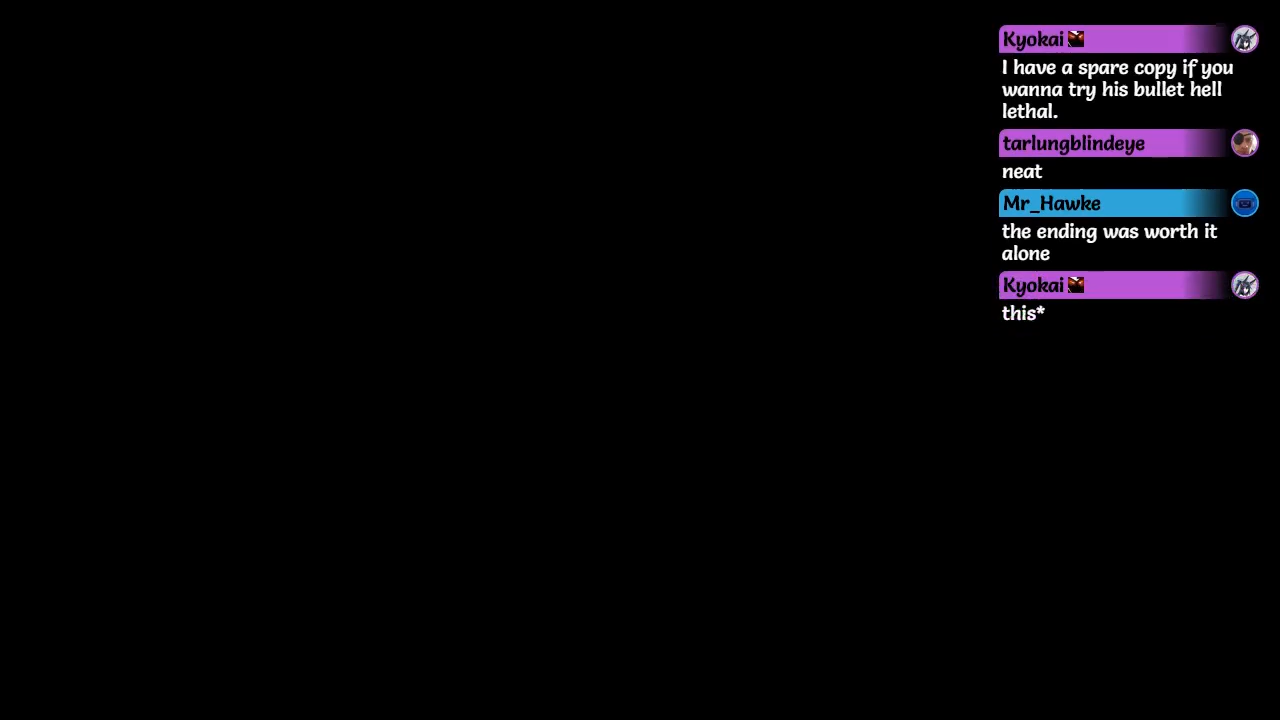 Kyokai
I have a spare copy if you
wanna try his bullet hell
lethal.
tarlungblindeye
neat
Mr_Hawke
the ending was worth it
alone
Kyokai
this*